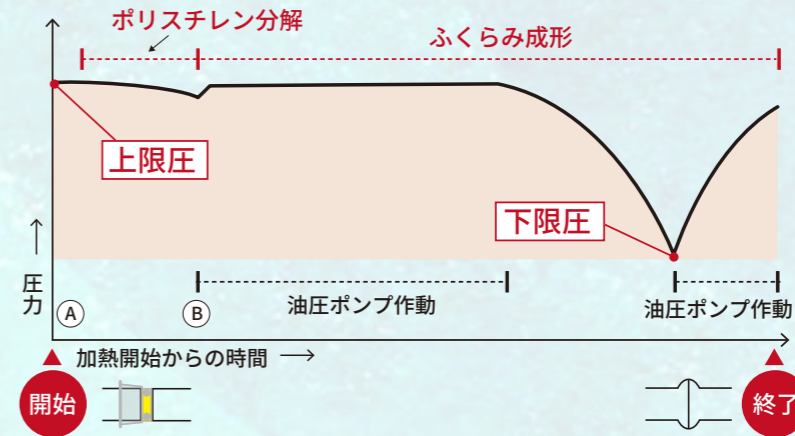 ポリスチレン分解
ふくらみ成形
上限圧
下限圧
圧力
油圧ポンプ作動
油圧ポンプ作動
A
B
加熱開始からの時間
開始
終了